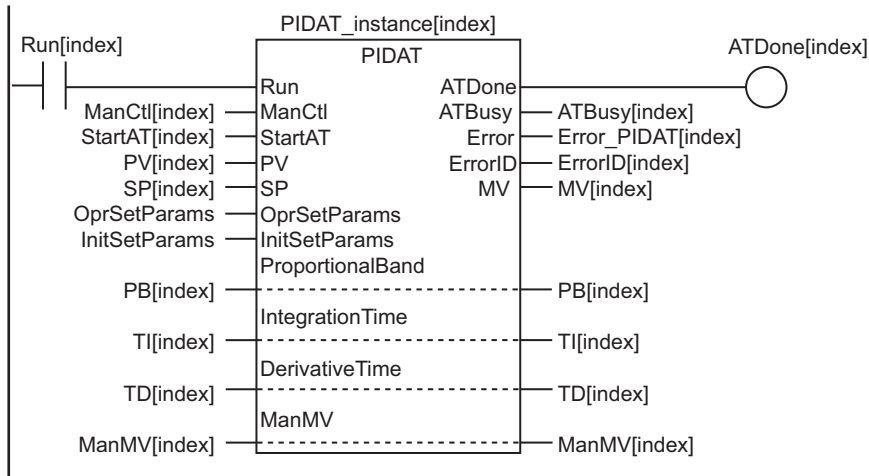 PIDAT_instance[index]
Run[index]
PIDAT
ATDone[index]
Run ATDone
ManCtl[index] ManCtl ATBusy ATBusy[index]
StartAT[index] StartAT Error Error_PIDAT[index]
PV[index] PV ErrorID ErrorID[index]
SP[index] SP MV MV[index]
OprSetParams OprSetParams
InitSetParams InitSetParams
ProportionalBand
PB[index] PB[index]
IntegrationTime
TI[index] TI[index]
DerivativeTime
TD[index] TD[index]
ManMV
ManMV[index] ManMV[index]